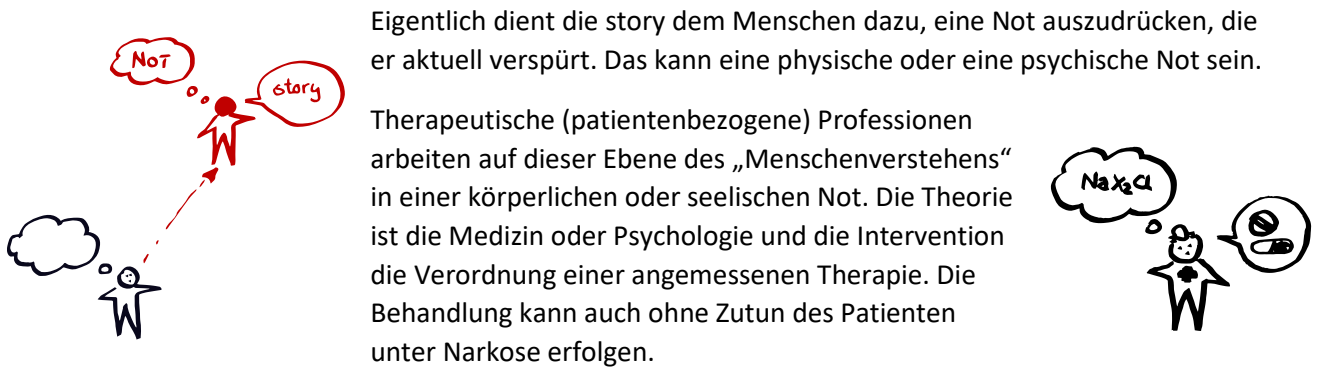 Eigentlich dient die story dem Menschen dazu, eine Not auszudrücken, die
er aktuell verspürt. Das kann eine physische oder eine psychische Not sein.
NOT
story
Therapeutische (patientenbezogene) Professionen
arbeiten auf dieser Ebene des „Menschenverstehens“
in einer körperlichen oder seelischen Not. Die Theorie
ist die Medizin oder Psychologie und die Intervention
die Verordnung einer angemessenen Therapie. Die
Behandlung kann auch ohne Zutun des Patienten
unter Narkose erfolgen.
NaX₂Cl